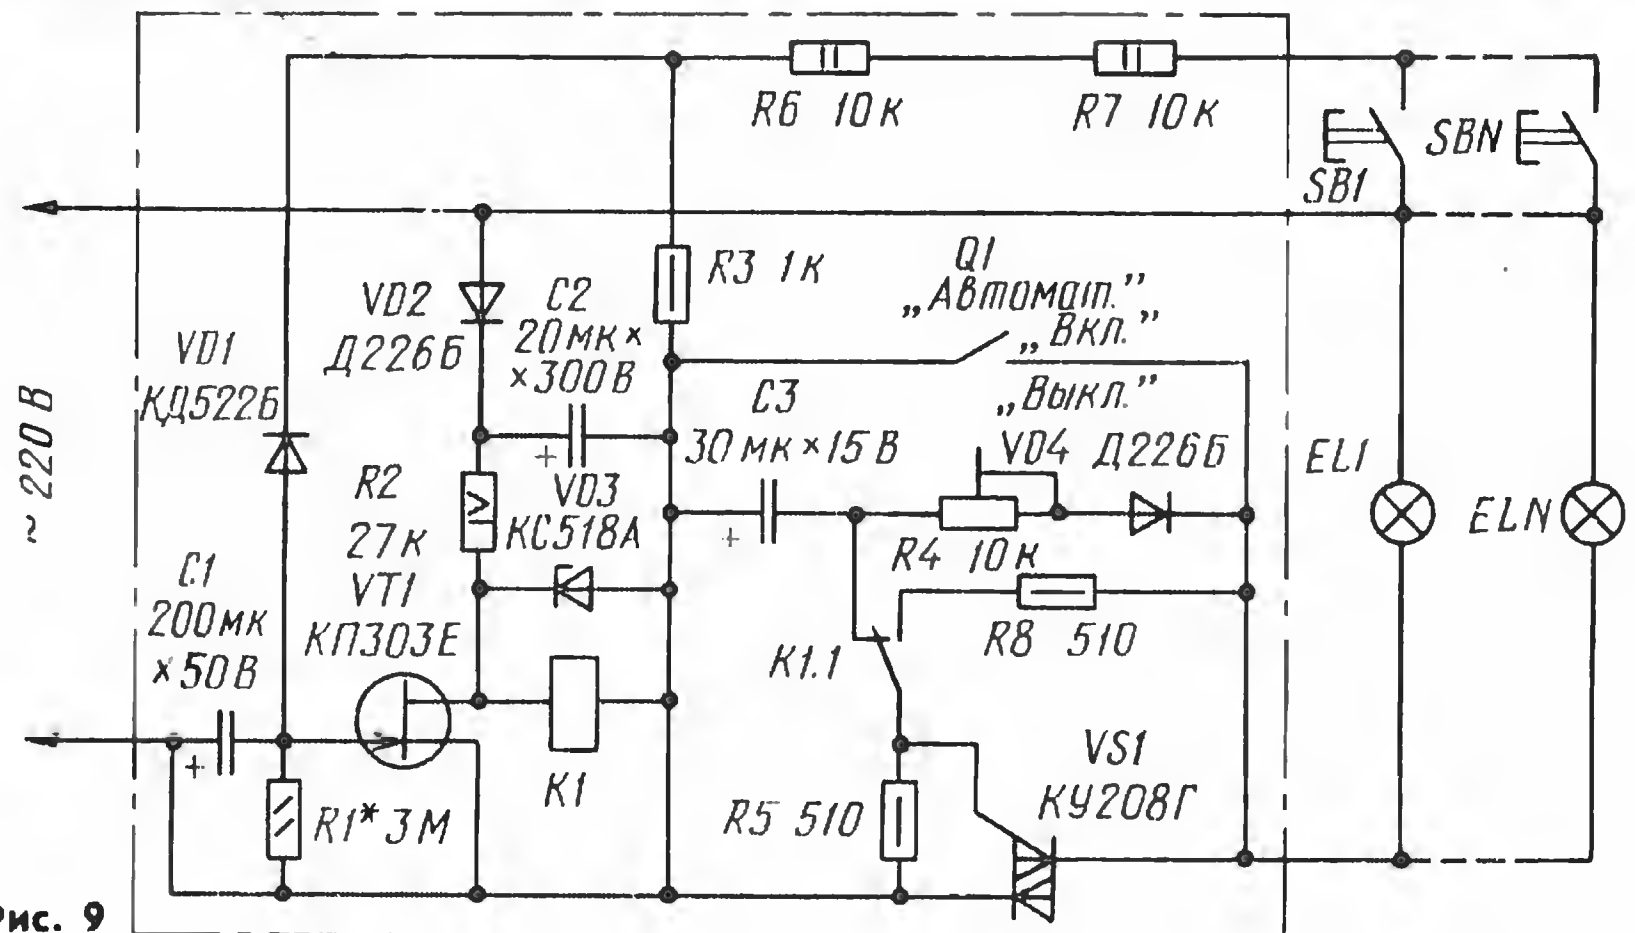 R6 10к
R7 10к
SBN
SB1
R3 1к
Q1
„Автомат.”
„Вкл.”
„Выкл.”
VD2
Д226Б
C2
20мк×
×300В
VD1
КД522Б
~220 В
C3
30мк×15В
VD4 Д226Б
EL1
ELN
R2
27к
VD3
КС518А
R4 10к
C1
200мк
×50В
VT1
КП303Е
R8 510
K1.1
VS1
КУ208Г
K1
R1* 3М
R5 510
Рис. 9